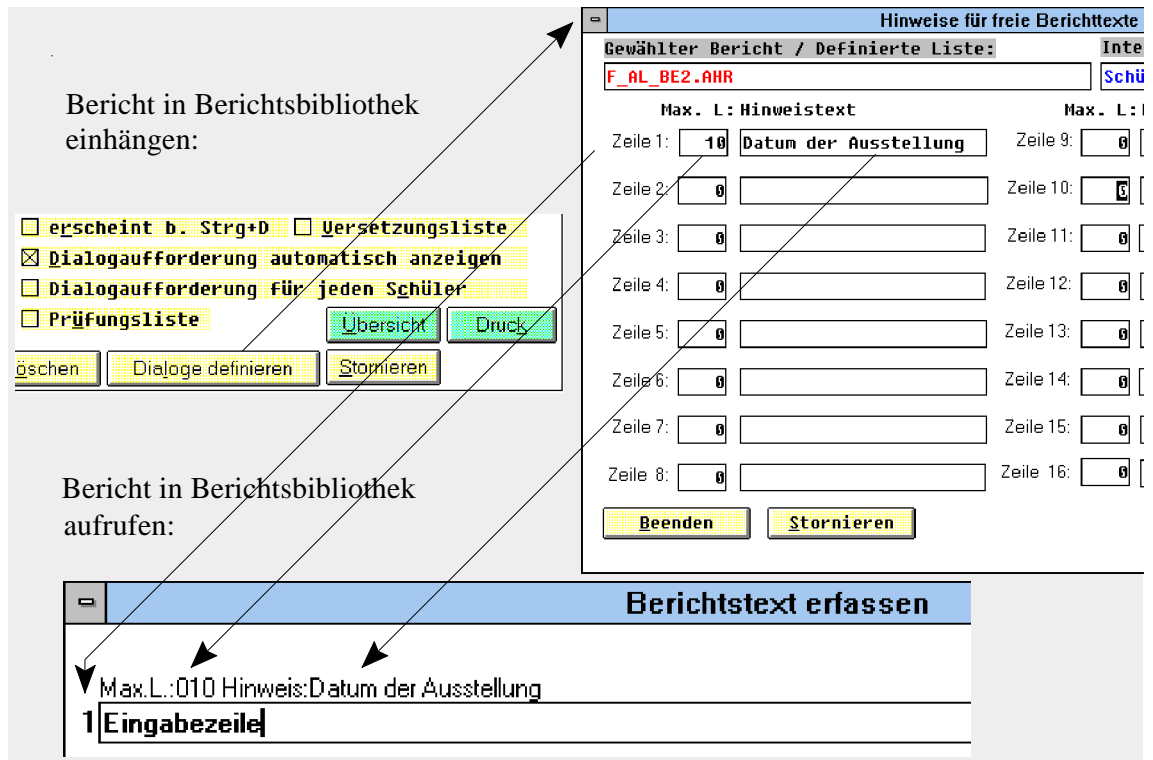 Hinweise für freie Berichttexte
Gewählter Bericht / Definierte Liste:
Inte
F_AL_BE2.AHR
Schü
Max. L: Hinweistext
Max. L:
Zeile 1: 10 Datum der Ausstellung
Zeile 9: 0
Zeile 2: 0
Zeile 10: 0
Zeile 3: 0
Zeile 11: 0
Zeile 4: 0
Zeile 12: 0
Zeile 5: 0
Zeile 13: 0
Zeile 6: 0
Zeile 14: 0
Zeile 7: 0
Zeile 15: 0
Zeile 8: 0
Zeile 16: 0
Beenden
Stornieren
Bericht in Berichtsbibliothek
einhängen:
erscheint b. Strg+D
Versetzungsliste
Dialogaufforderung automatisch anzeigen
Dialogaufforderung für jeden Schüler
Prüfungsliste
Übersicht
Druck
öschen
Dialoge definieren
Stornieren
Bericht in Berichtsbibliothek
aufrufen:
Berichtstext erfassen
Max.L.:010 Hinweis:Datum der Ausstellung
1 Eingabezeile